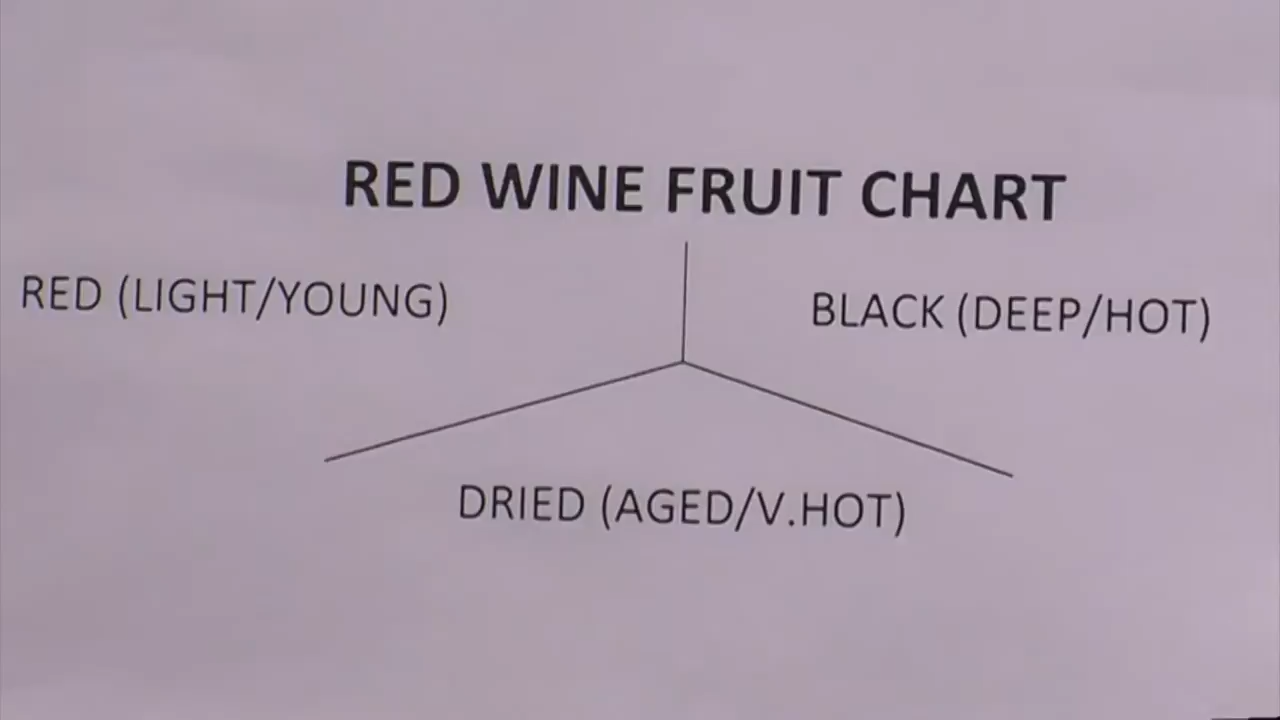 RED WINE FRUIT CHART
RED (LIGHT/YOUNG)
BLACK (DEEP/HOT)
DRIED (AGED/V.HOT)